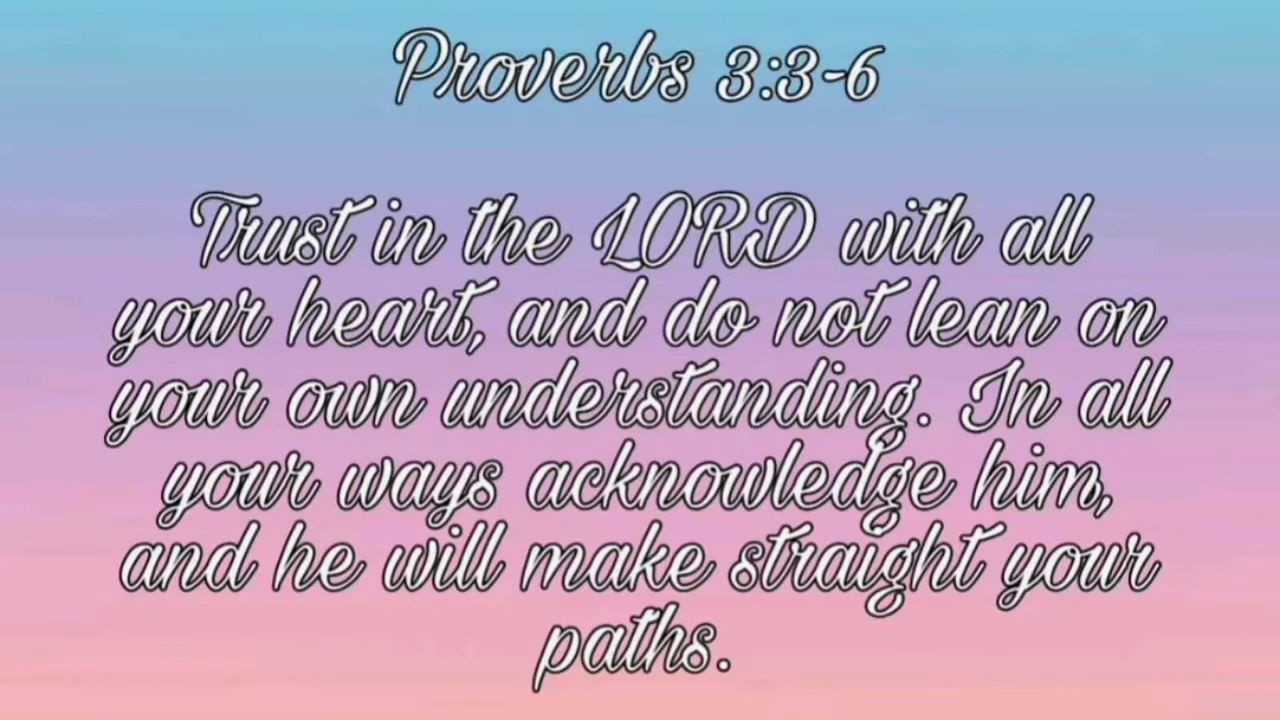 Proverbs 3:3-6
Trust in the LORD with all
your heart, and do not lean on
your own understanding. In all
your ways acknowledge him,
and he will make straight your
paths.